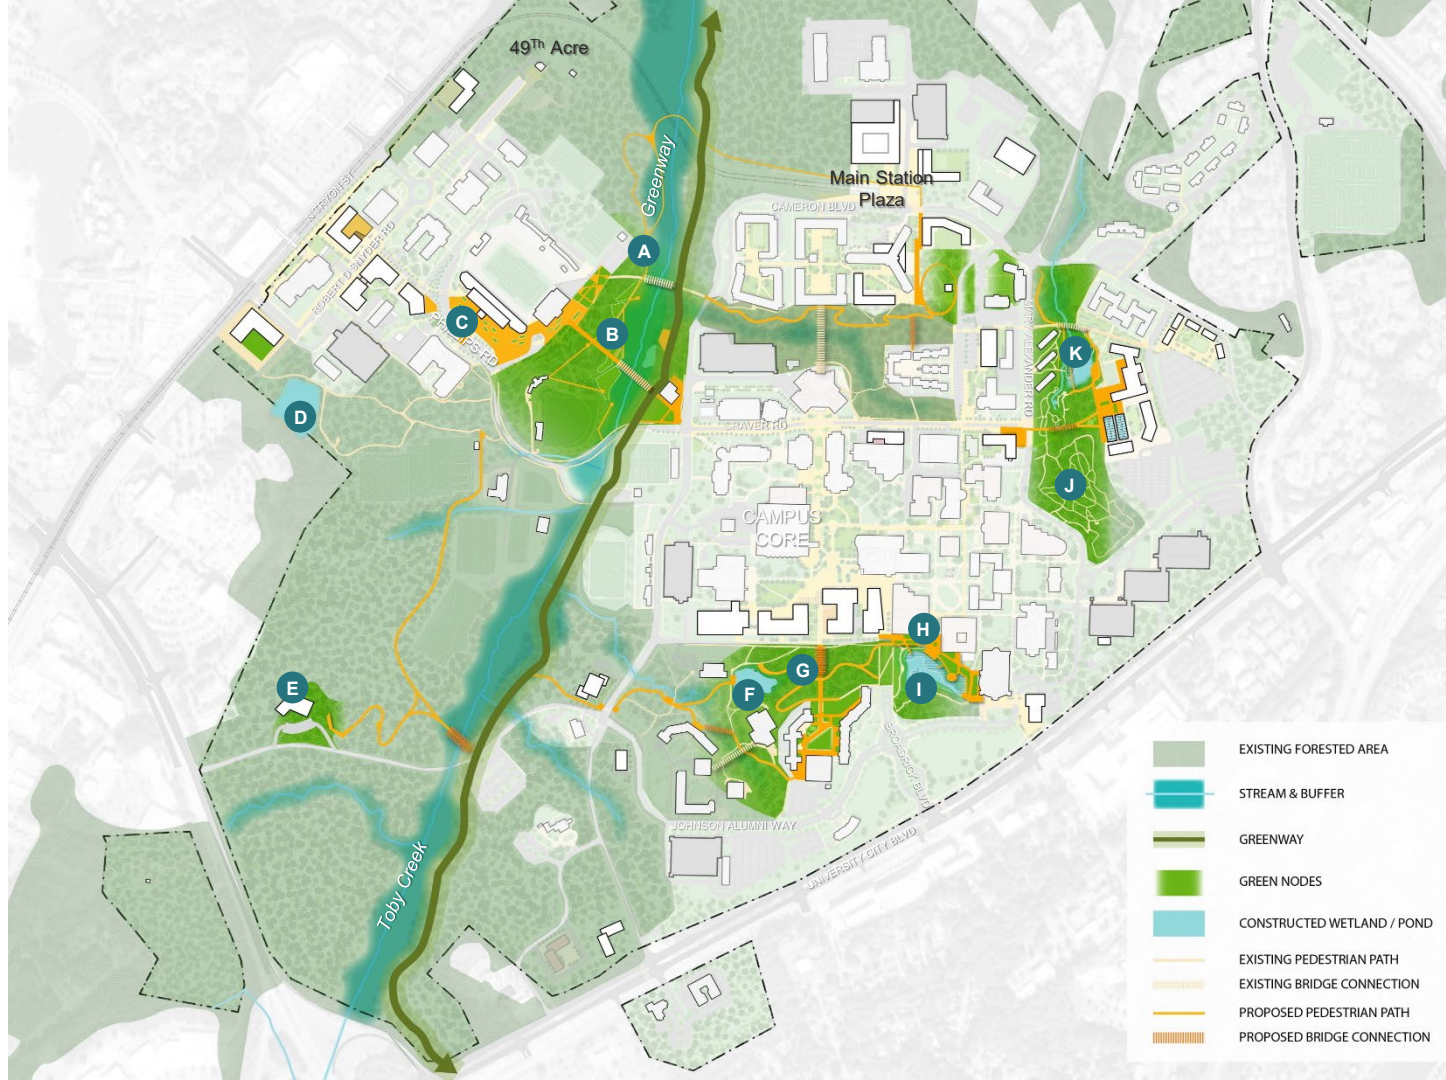 49Th Acre
Greenway
Main Station
Plaza
CAMERON BLVD
N TRYON ST
ROBERT D SNYDER RD
A
B
C
PHILLIPS RD
D
K
MARY ALEXANDER RD
CRAVER RD
J
CAMPUS
CORE
H
G
E
F
I
BRODRICK BLVD
JOHNSON ALUMNI WAY
UNIVERSITY CITY BLVD
Toby Creek
EXISTING FORESTED AREA
STREAM & BUFFER
GREENWAY
GREEN NODES
CONSTRUCTED WETLAND / POND
EXISTING PEDESTRIAN PATH
EXISTING BRIDGE CONNECTION
PROPOSED PEDESTRIAN PATH
PROPOSED BRIDGE CONNECTION